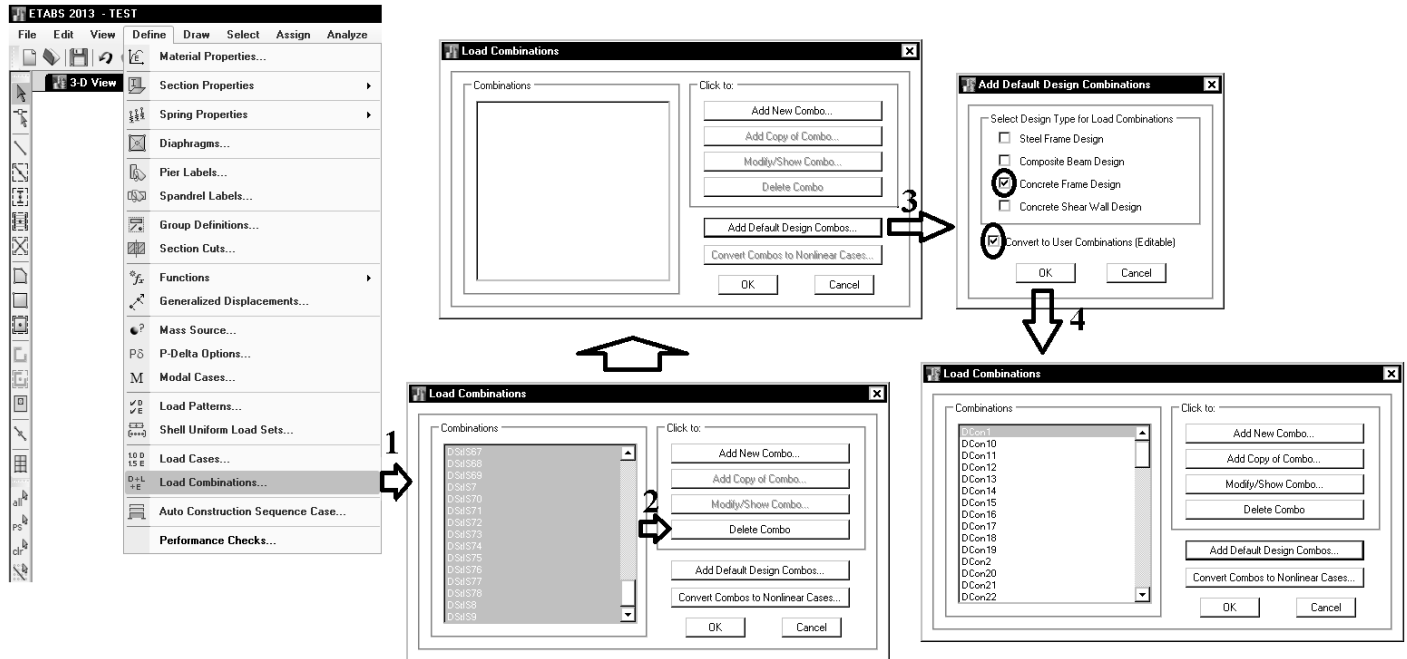 ETABS 2013 - TEST
File Edit View Define Draw Select Assign Analyze
3-D View
Material Properties...
Section Properties
Spring Properties
Diaphragms...
Pier Labels...
Spandrel Labels...
Group Definitions...
Section Cuts...
Functions
Generalized Displacements...
Mass Source...
Pδ P-Delta Options...
M Modal Cases...
Load Patterns...
Shell Uniform Load Sets...
Load Cases...
Load Combinations...
Auto Construction Sequence Case...
Performance Checks...
all
PS
clr
1
Load Combinations
Combinations
DStlS67
DStlS68
DStlS69
DStlS7
DStlS70
DStlS71
DStlS72
DStlS73
DStlS74
DStlS75
DStlS76
DStlS77
DStlS78
DStlS8
DStlS9
Click to:
Add New Combo...
Add Copy of Combo...
Modify/Show Combo...
2
Delete Combo
Add Default Design Combos...
Convert Combos to Nonlinear Cases...
OK Cancel
Load Combinations
Combinations
Click to:
Add New Combo...
Add Copy of Combo...
Modify/Show Combo...
Delete Combo
Add Default Design Combos...
Convert Combos to Nonlinear Cases...
OK Cancel
3
Add Default Design Combinations
Select Design Type for Load Combinations
Steel Frame Design
Composite Beam Design
Concrete Frame Design
Concrete Shear Wall Design
Convert to User Combinations (Editable)
OK Cancel
4
Load Combinations
Combinations
DCon1
DCon10
DCon11
DCon12
DCon13
DCon14
DCon15
DCon16
DCon17
DCon18
DCon19
DCon2
DCon20
DCon21
DCon22
Click to:
Add New Combo...
Add Copy of Combo...
Modify/Show Combo...
Delete Combo
Add Default Design Combos...
Convert Combos to Nonlinear Cases...
OK Cancel